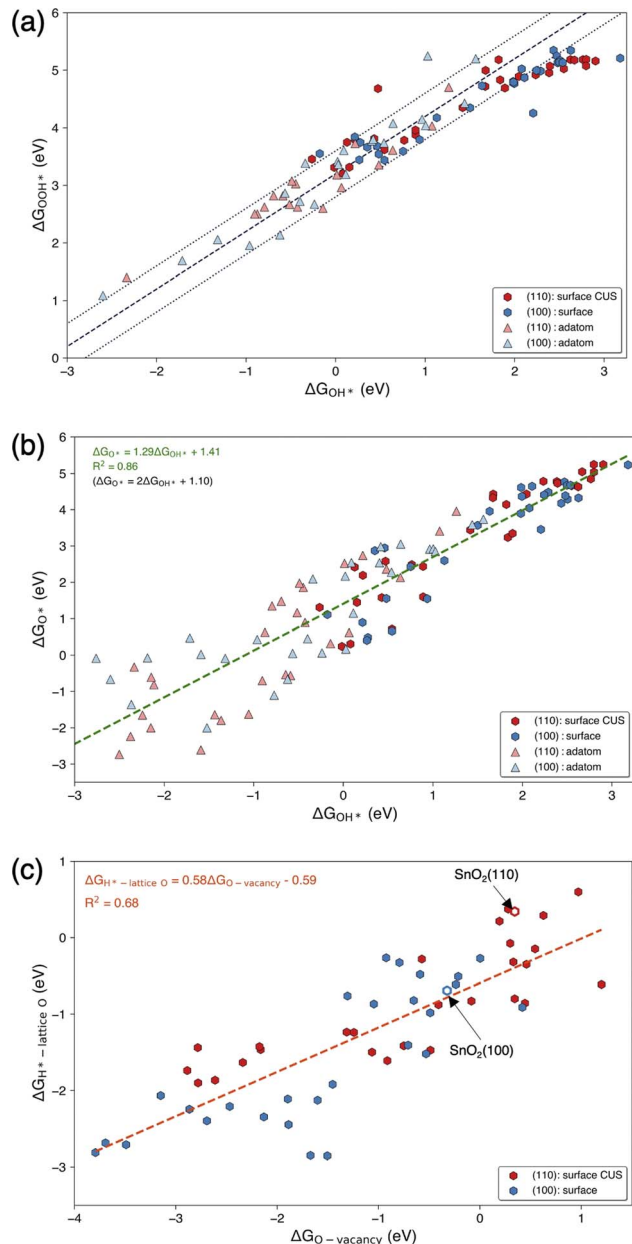 (a)
6
5
4
3
2
1
0
ΔG_OOH* (eV)
(110): surface CUS
(100): surface
(110): adatom
(100): adatom
-3 -2 -1 0 1 2 3
ΔG_OH* (eV)
(b)
ΔG_O* = 1.29ΔG_OH* + 1.41
R² = 0.86
(ΔG_O* = 2ΔG_OH* + 1.10)
6
5
4
3
2
1
0
-1
-2
-3
ΔG_O* (eV)
(110): surface CUS
(100): surface
(110) : adatom
(100) : adatom
-3 -2 -1 0 1 2 3
ΔG_OH* (eV)
(c)
ΔG_H* − lattice O = 0.58ΔG_O−vacancy - 0.59
R² = 0.68
SnO₂(110)
SnO₂(100)
1
0
-1
-2
-3
ΔG_H* − lattice O (eV)
(110): surface CUS
(100): surface
-4 -3 -2 -1 0 1
ΔG_O − vacancy (eV)